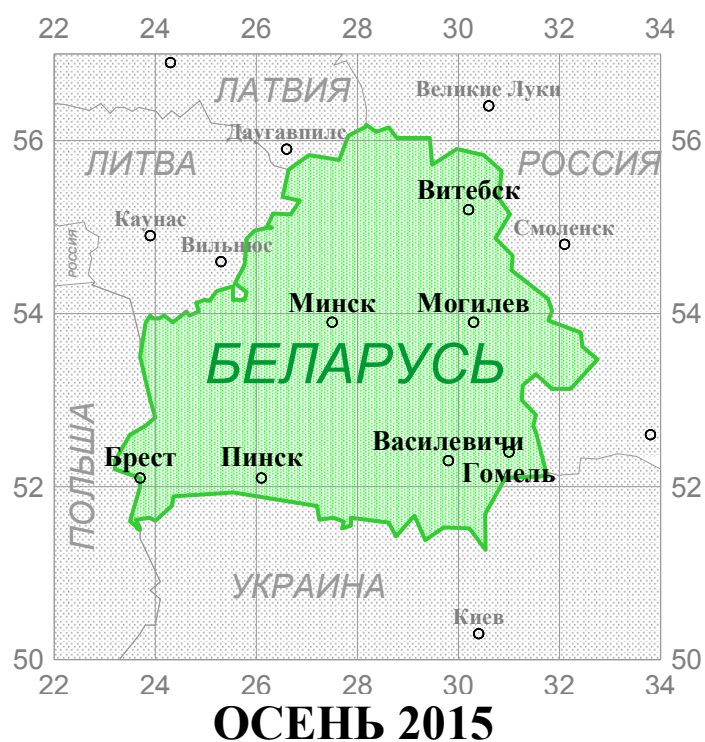 22 24 26 28 30 32 34
ЛАТВИЯ
Великие Луки
56 Даугавпилс 56
ЛИТВА РОССИЯ
Витебск
Каунас
Смоленск
РОССИЯ
Вильнюс
54 Минск Могилев 54
БЕЛАРУСЬ
ПОЛЬША
Василевичи
Брест Пинск
Гомель
52 52
УКРАИНА
Киев
50 50
22 24 26 28 30 32 34
ОСЕНЬ 2015